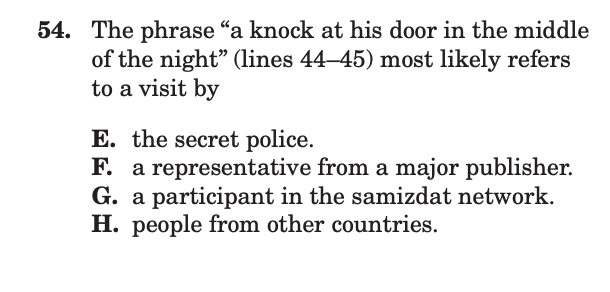 54. The phrase “a knock at his door in the middle
of the night” (lines 44–45) most likely refers
to a visit by
E. the secret police.
F. a representative from a major publisher.
G. a participant in the samizdat network.
H. people from other countries.